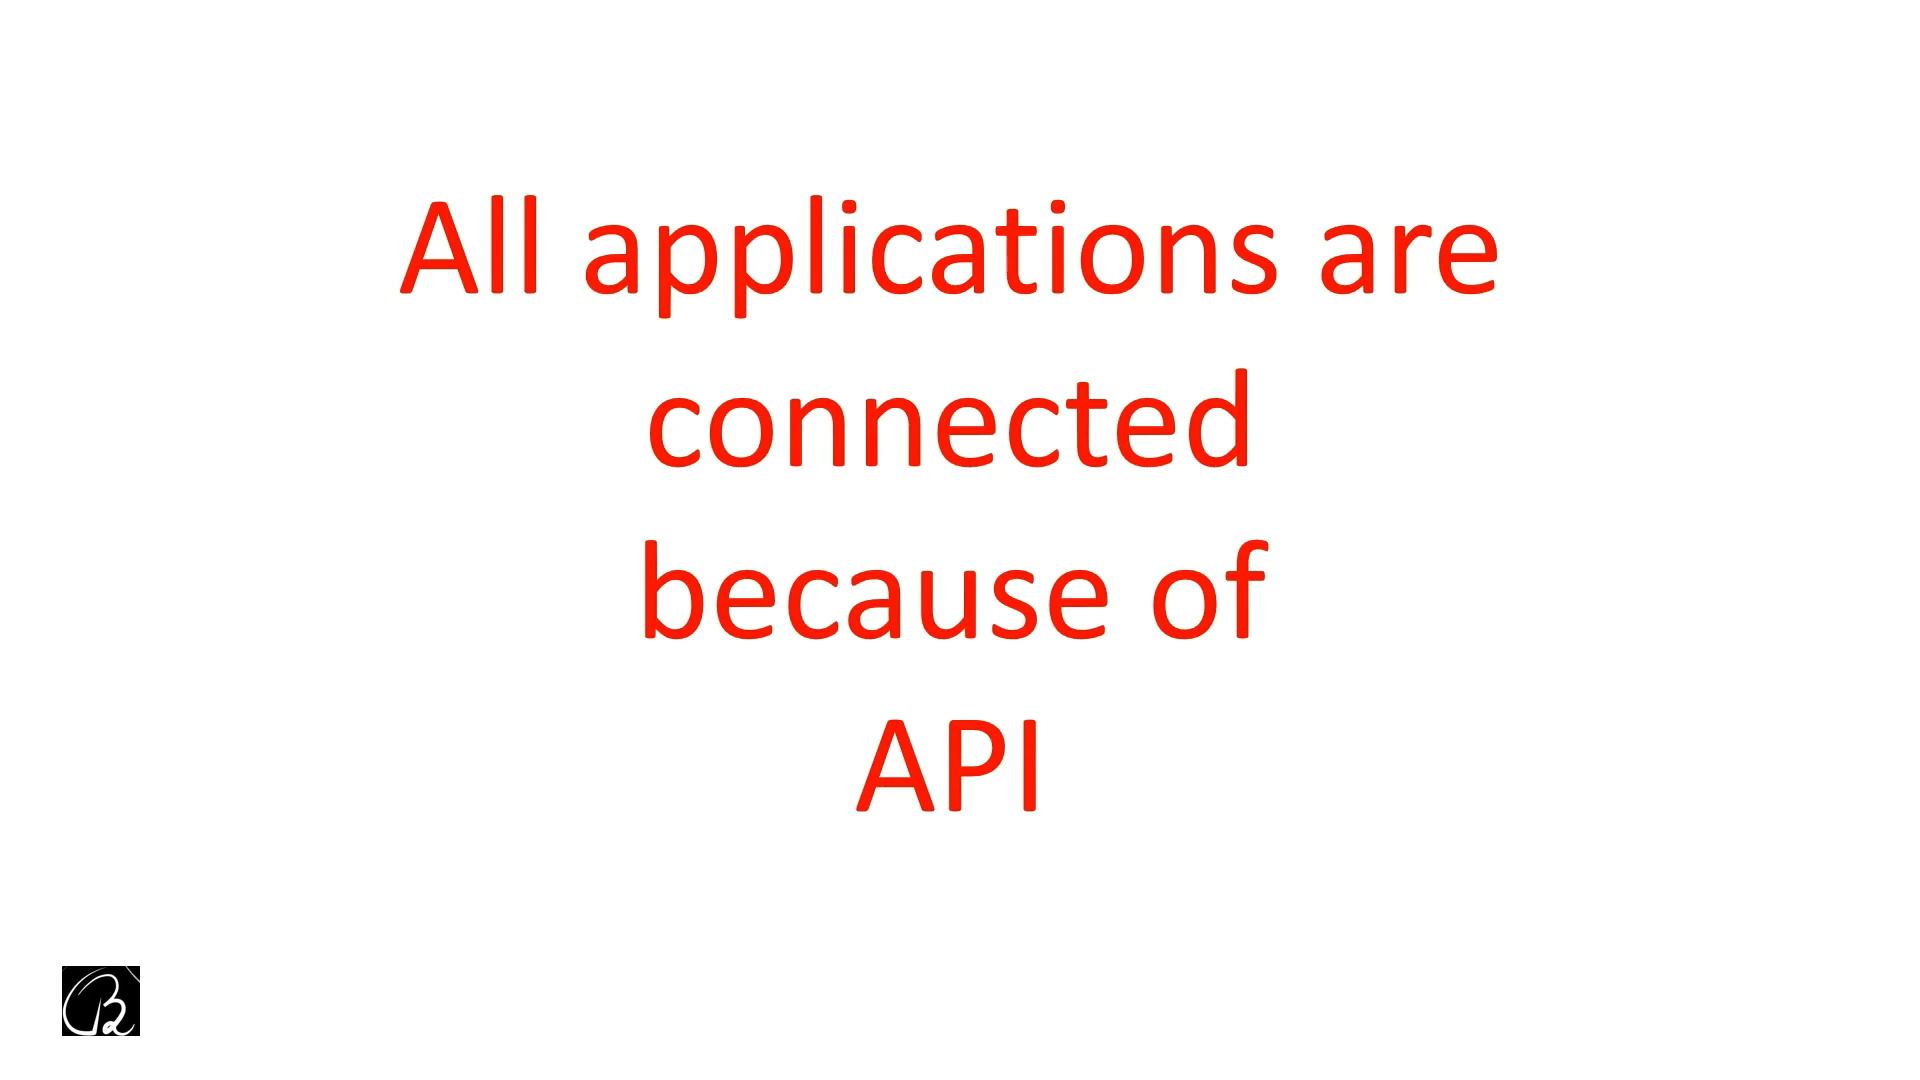 All applications are
connected
because of
API